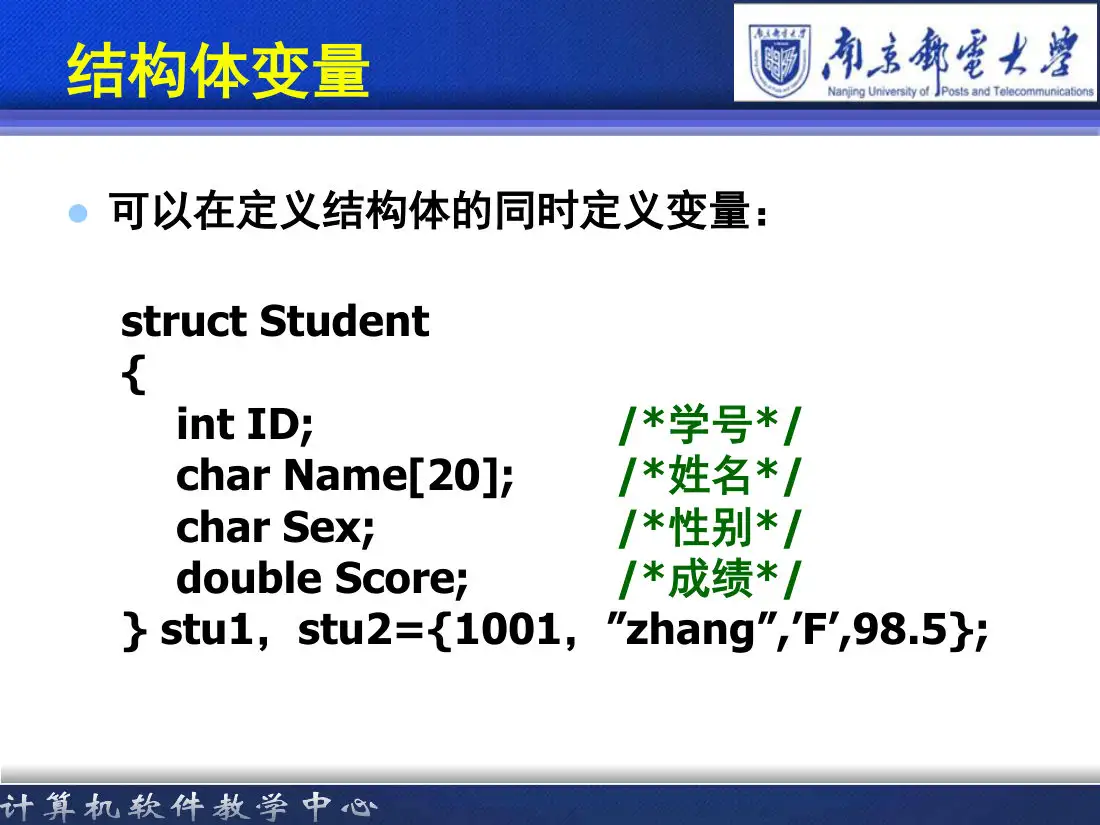 结构体变量
南京邮电大学
Nanjing University of Posts and Telecommunications
可以在定义结构体的同时定义变量：
struct Student
{
int ID; /*学号*/
char Name[20]; /*姓名*/
char Sex; /*性别*/
double Score; /*成绩*/
} stu1，stu2={1001，″zhang″,′F′,98.5};
计算机软件教学中心